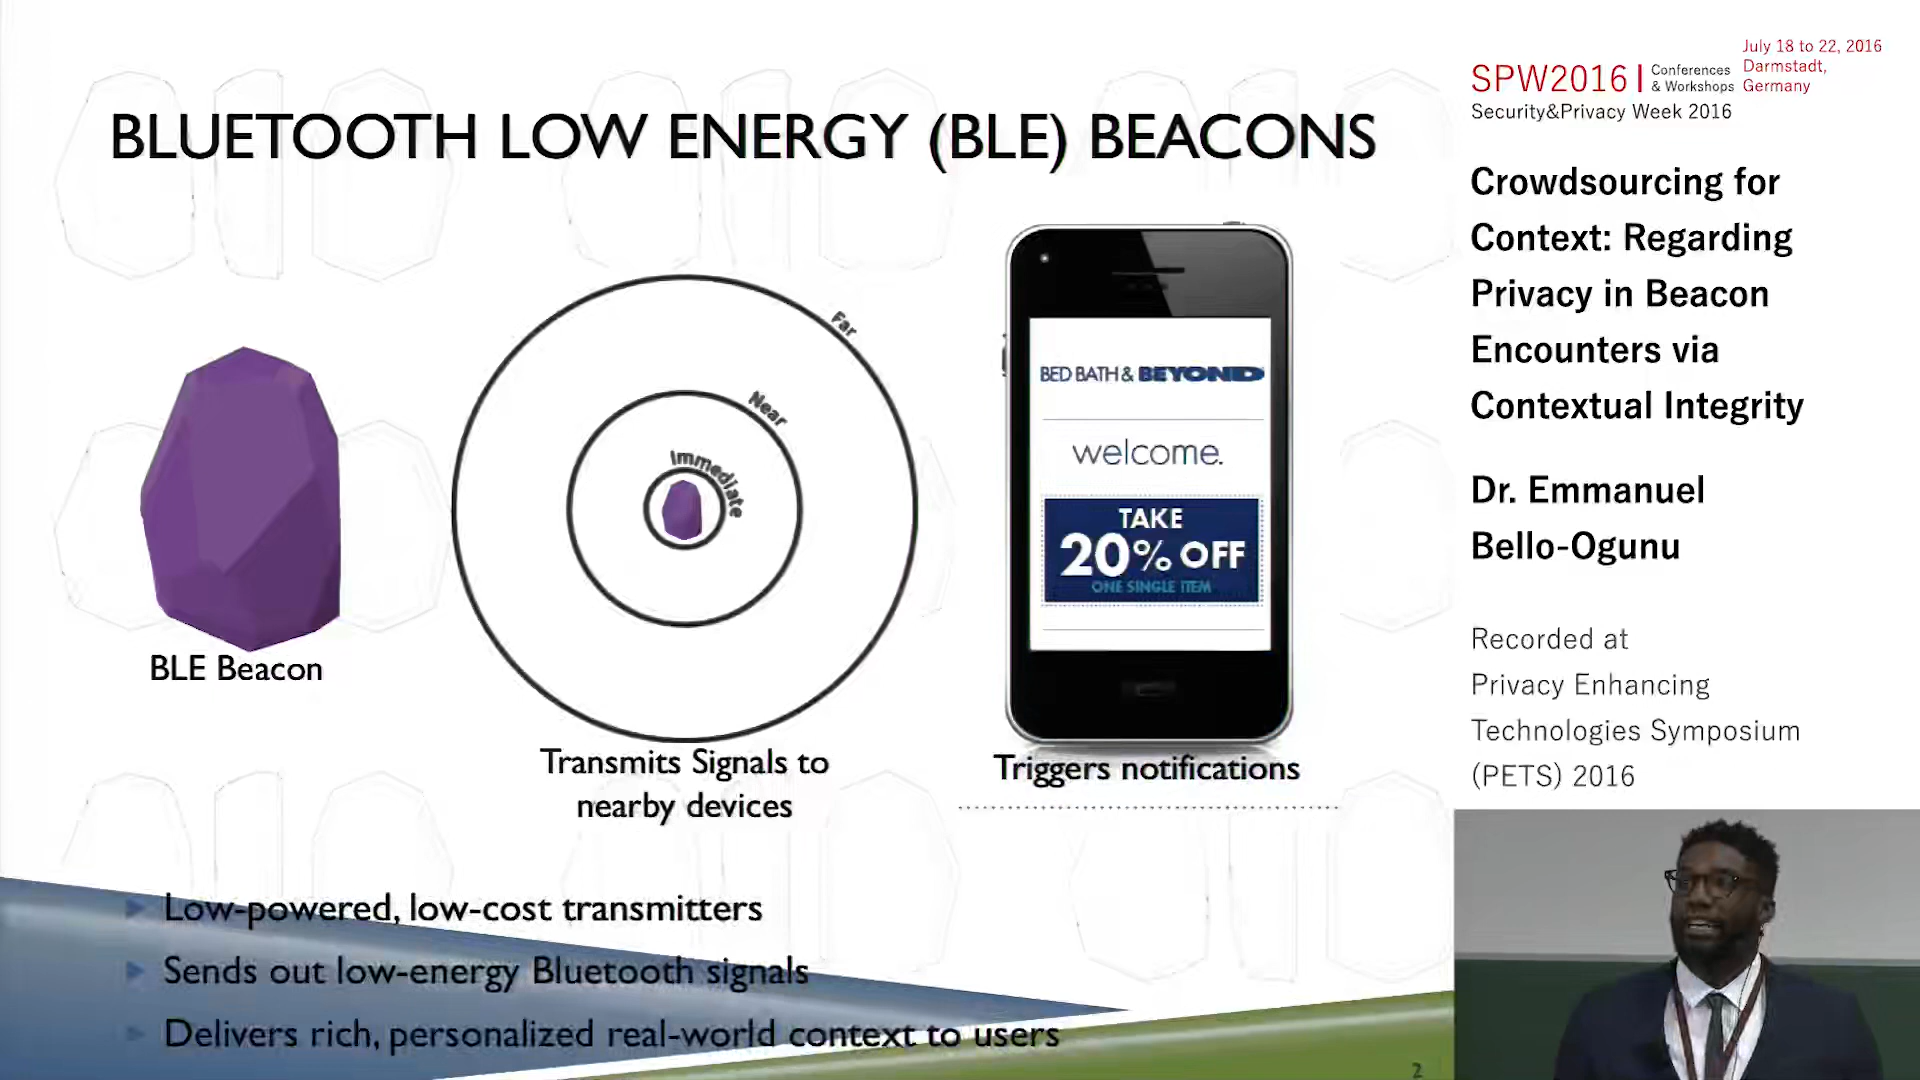 BLUETOOTH LOW ENERGY (BLE) BEACONS
Far
Near
Immediate
BED BATH & BEYOND
welcome.
TAKE
20% OFF
ONE SINGLE ITEM
BLE Beacon
Transmits Signals to
nearby devices
Triggers notifications
Low-powered, low-cost transmitters
Sends out low-energy Bluetooth signals
Delivers rich, personalized real-world context to users
2
SPW2016 | Conferences & Workshops
July 18 to 22, 2016
Darmstadt,
Germany
Security&Privacy Week 2016
Crowdsourcing for
Context: Regarding
Privacy in Beacon
Encounters via
Contextual Integrity
Dr. Emmanuel
Bello-Ogunu
Recorded at
Privacy Enhancing
Technologies Symposium
(PETS) 2016